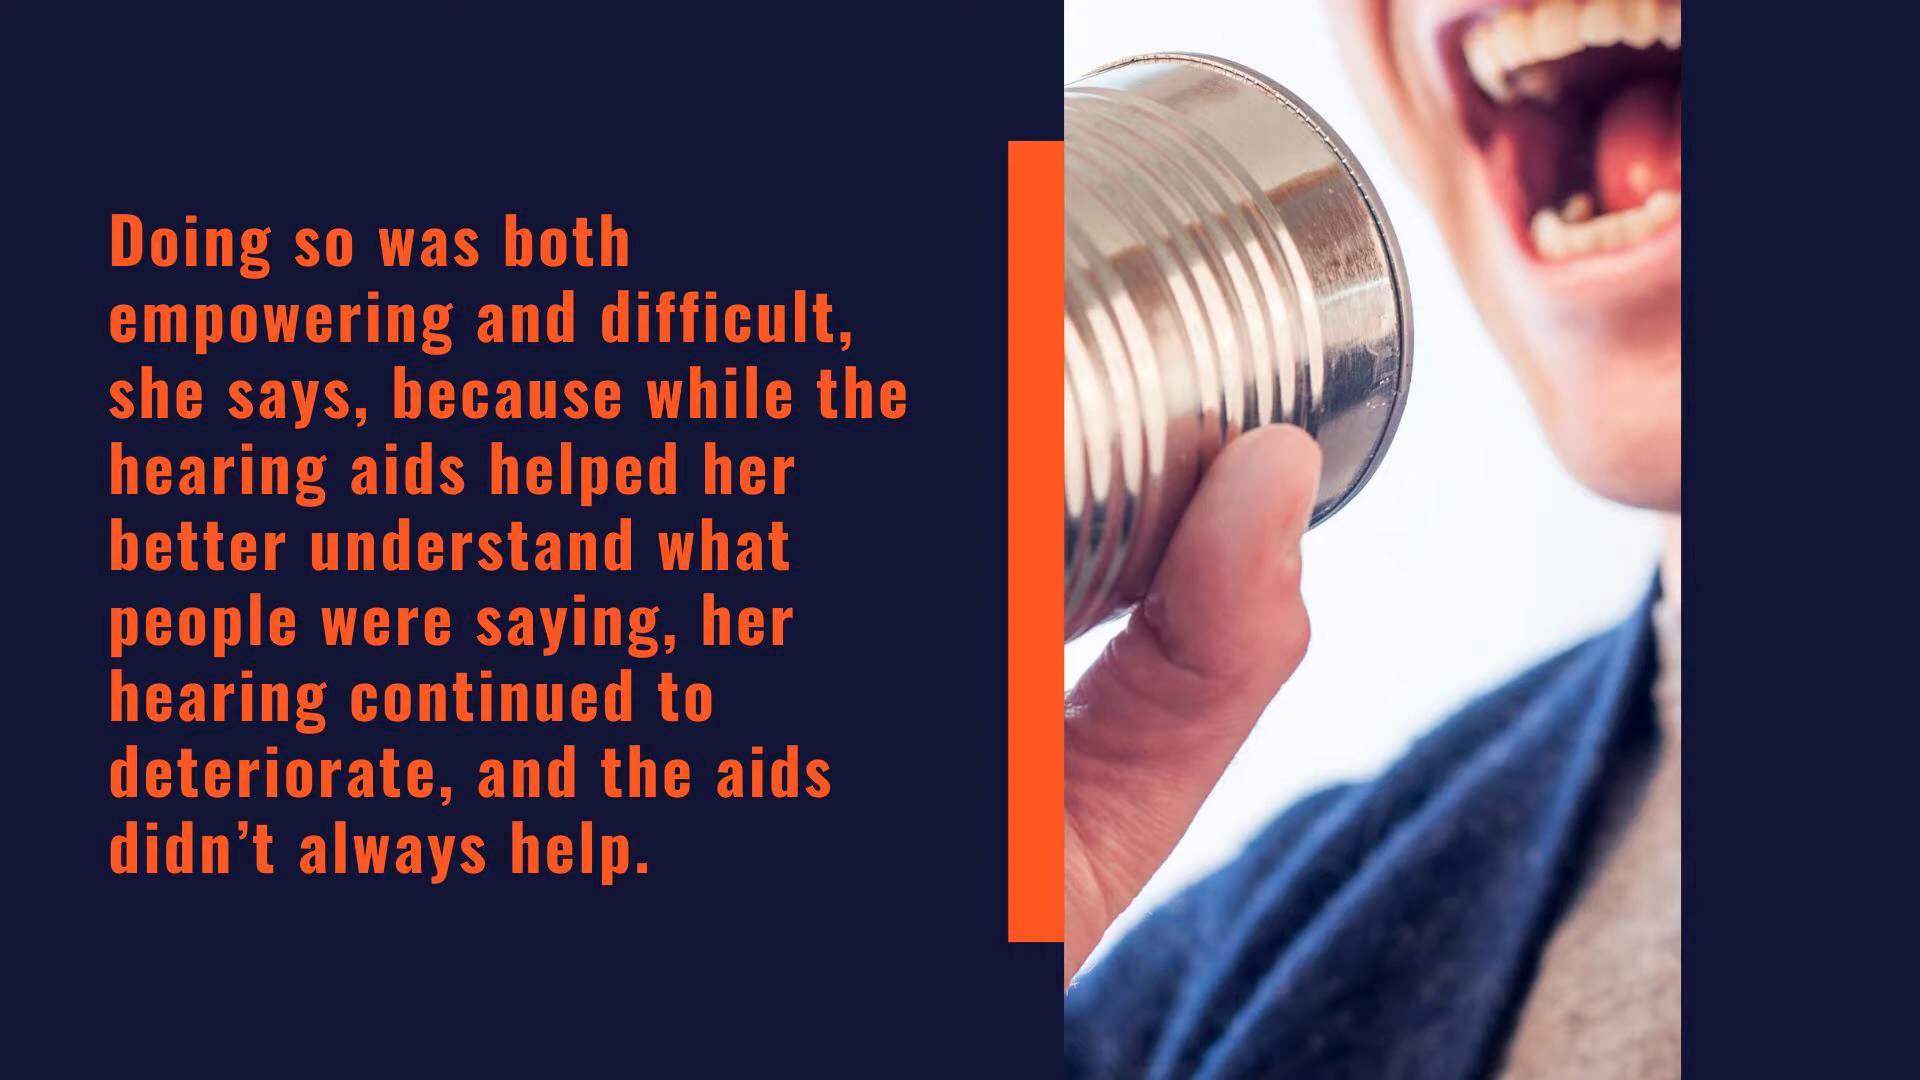 Doing so was both
empowering and difficult,
she says, because while the
hearing aids helped her
better understand what
people were saying, her
hearing continued to
deteriorate, and the aids
didn’t always help.